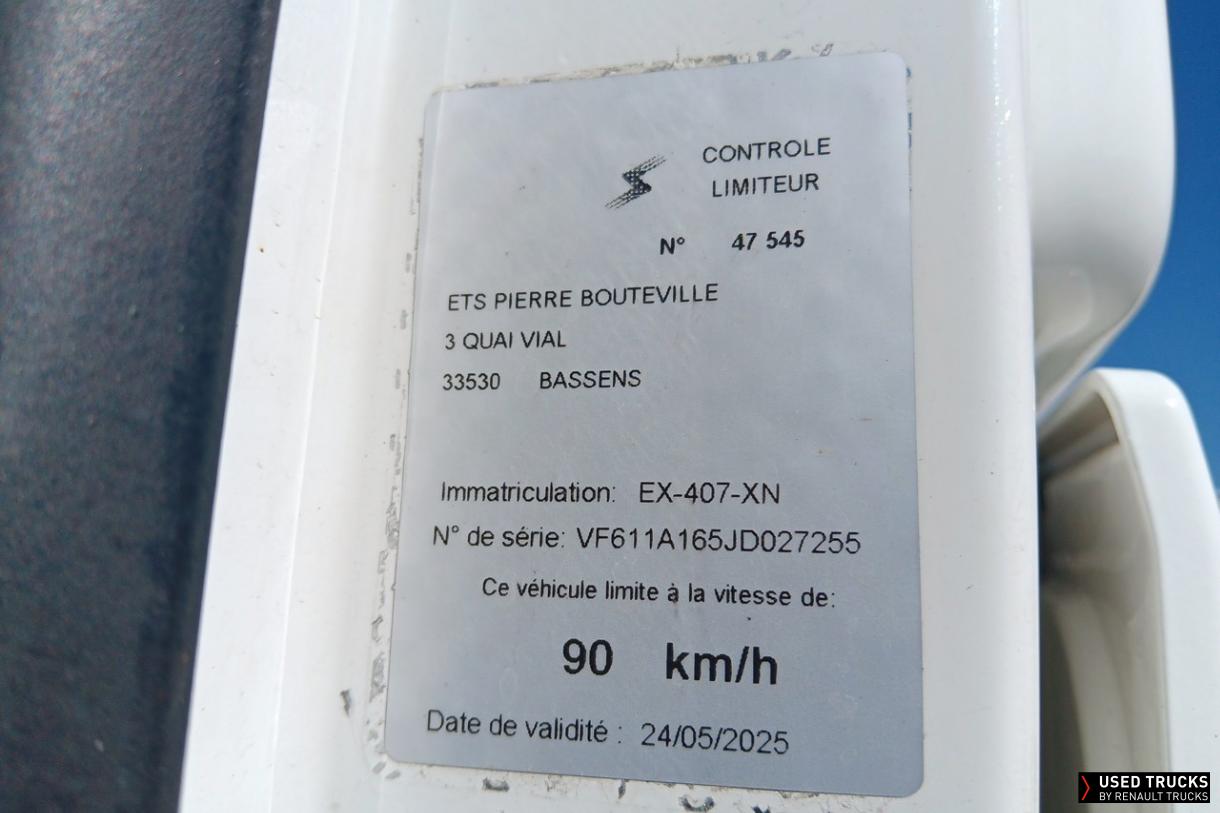 CONTROLE
LIMITEUR
N° 47 545
ETS PIERRE BOUTEVILLE
3 QUAI VIAL
33530 BASSENS
Immatriculation: EX-407-XN
N° de série: VF611A165JD027255
Ce véhicule limite à la vitesse de:
90 km/h
Date de validité : 24/05/2025
USED TRUCKS
BY RENAULT TRUCKS